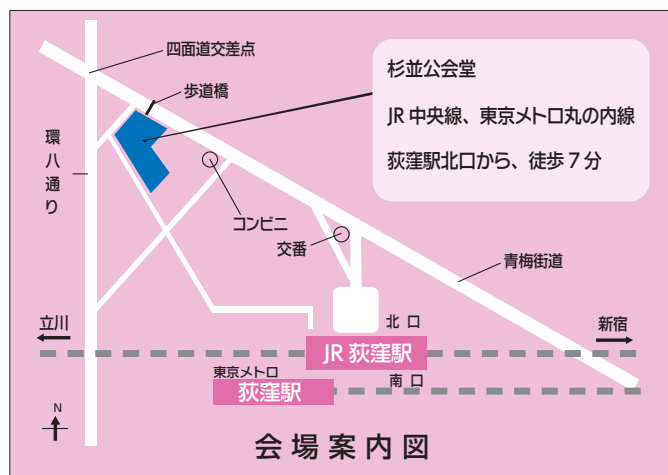 四面道交差点
歩道橋
杉並公会堂
JR 中央線、東京メトロ丸の内線
荻窪駅北口から、徒歩 7 分
環八通り
コンビニ
交番
青梅街道
立川
北 口
新宿
JR 荻窪駅
東京メトロ
荻窪駅
南 口
N
会 場 案 内 図